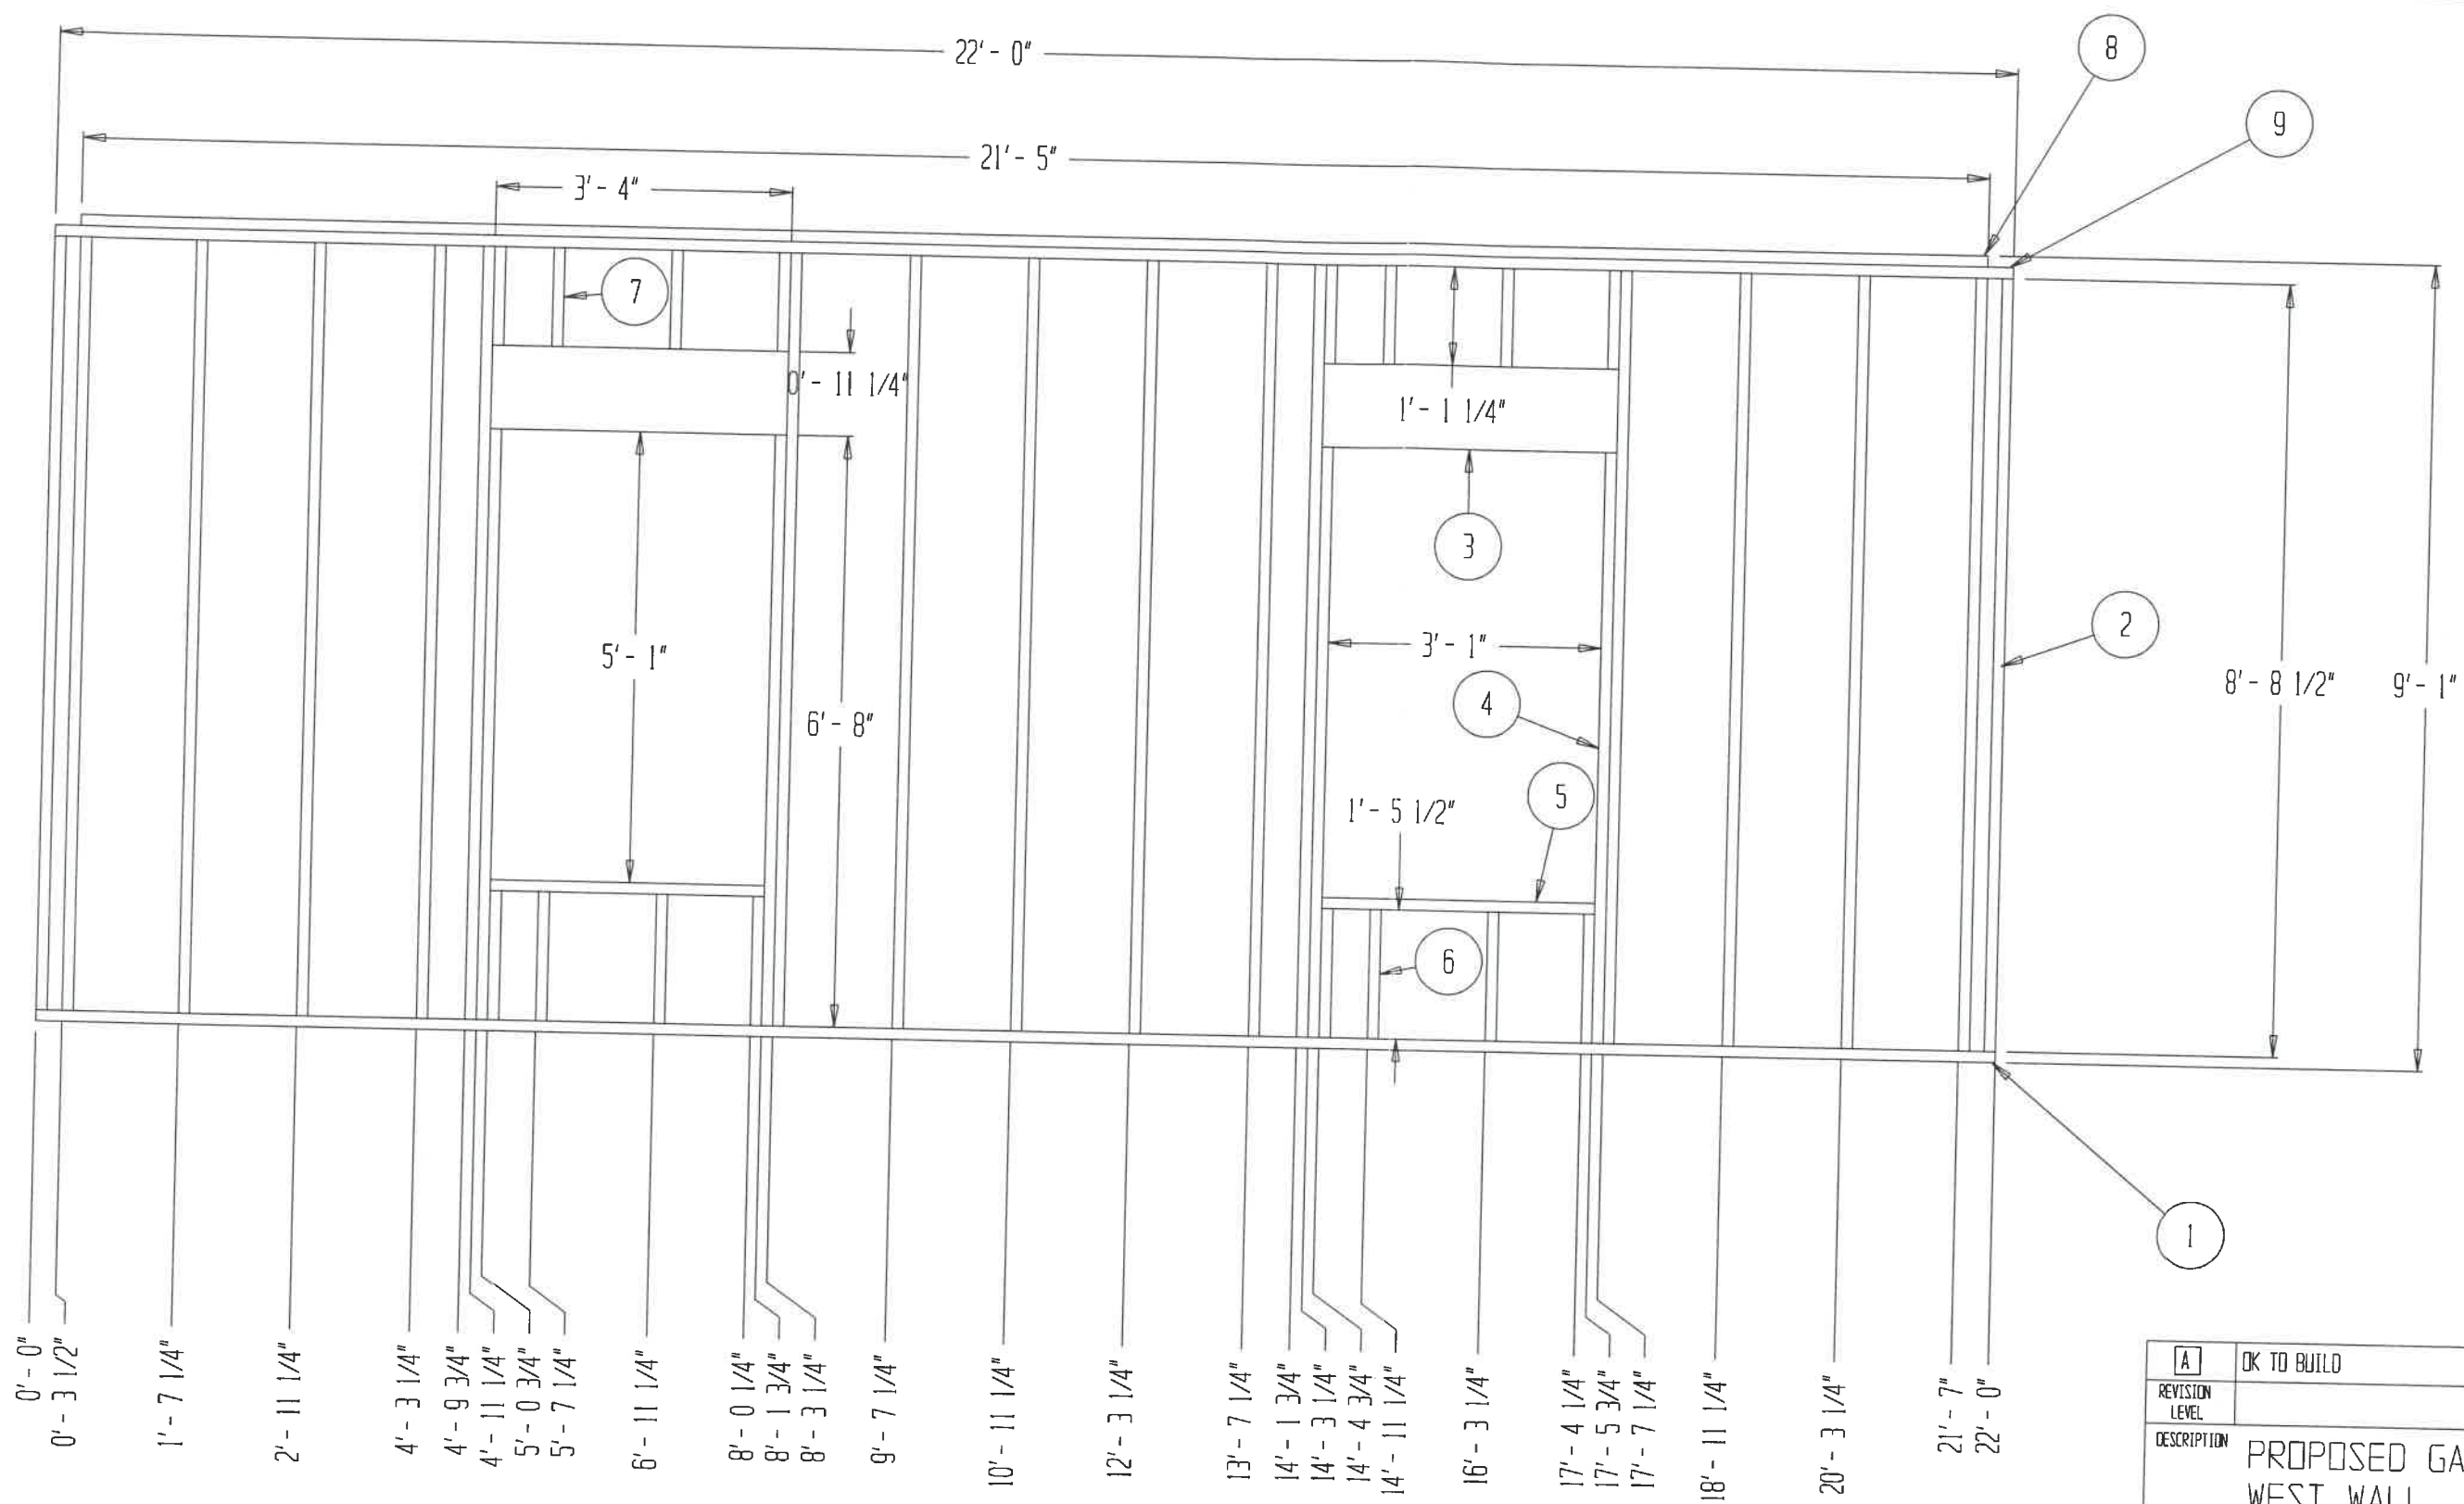 22'- 0"
8
9
21'- 5"
3'- 4"
7
0'- 11 1/4"
1'- 1 1/4"
3
5'- 1"
3'- 1"
2
4
6'- 8"
8'- 8 1/2"
9'- 1"
5
1'- 5 1/2"
6
1
0'- 0"
0'- 3 1/2"
1'- 7 1/4"
2'- 11 1/4"
4'- 3 1/4"
4'- 9 3/4"
4'- 11 1/4"
5'- 0 3/4"
5'- 7 1/4"
6'- 11 1/4"
8'- 0 1/4"
8'- 1 3/4"
8'- 3 1/4"
9'- 7 1/4"
10'- 11 1/4"
12'- 3 1/4"
13'- 7 1/4"
14'- 1 3/4"
14'- 3 1/4"
14'- 4 3/4"
14'- 11 1/4"
16'- 3 1/4"
17'- 4 1/4"
17'- 5 3/4"
17'- 7 1/4"
18'- 11 1/4"
20'- 3 1/4"
21'- 7"
22'- 0"
A OK TO BUILD
REVISION
LEVEL
DESCRIPTION
PROPOSED GA
WEST WALL